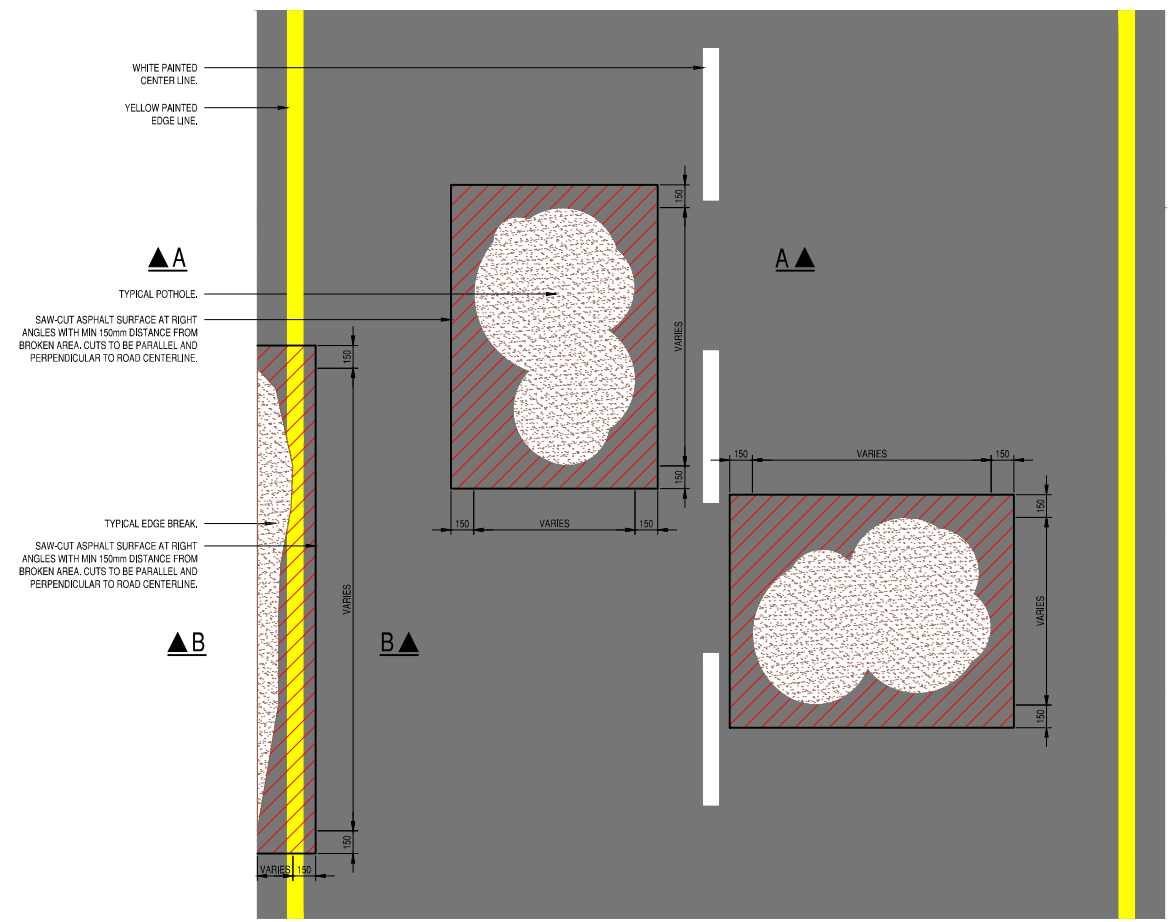 WHITE PAINTED
CENTER LINE.
YELLOW PAINTED
EDGE LINE.
150
▲A
A▲
TYPICAL POTHOLE.
SAW-CUT ASPHALT SURFACE AT RIGHT
ANGLES WITH MIN 150mm DISTANCE FROM
BROKEN AREA. CUTS TO BE PARALLEL AND
PERPENDICULAR TO ROAD CENTERLINE.
VARIES
150
150
150 VARIES 150
150 VARIES 150
150
TYPICAL EDGE BREAK.
SAW-CUT ASPHALT SURFACE AT RIGHT
ANGLES WITH MIN 150mm DISTANCE FROM
BROKEN AREA. CUTS TO BE PARALLEL AND
PERPENDICULAR TO ROAD CENTERLINE.
VARIES
VARIES
▲B
B▲
150
150
VARIES 150